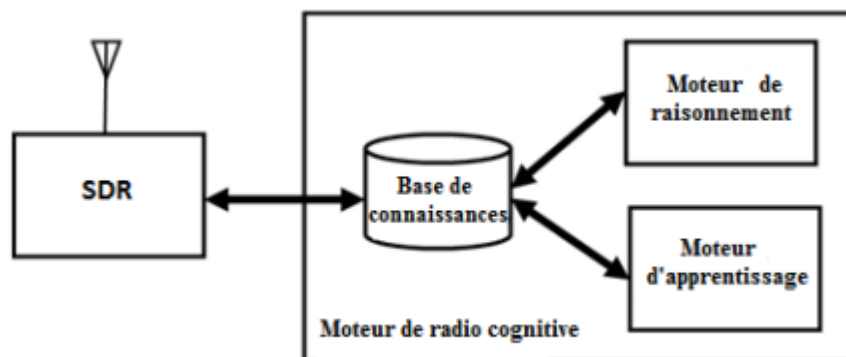 SDR
Base de
connaissances
Moteur de
raisonnement
Moteur
d'apprentissage
Moteur de radio cognitive